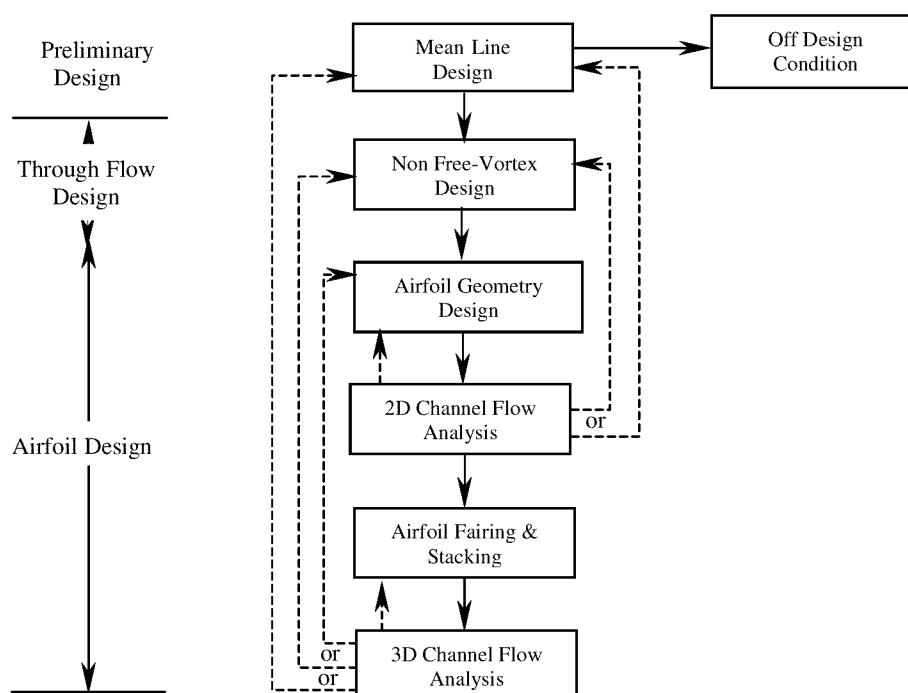 Preliminary
Design
Mean Line
Design
Off Design
Condition
Through Flow
Design
Non Free-Vortex
Design
Airfoil Geometry
Design
2D Channel Flow
Analysis
or
Airfoil Design
Airfoil Fairing &
Stacking
3D Channel Flow
Analysis
or
or